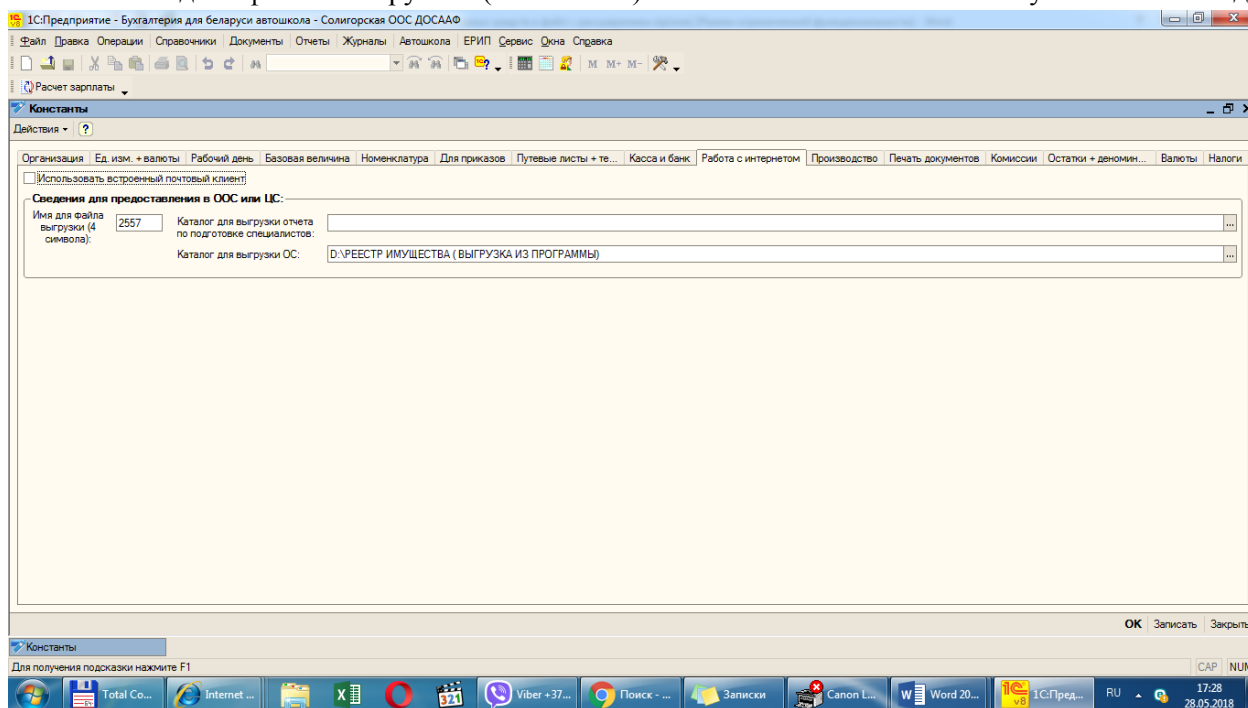 1С:Предприятие - Бухгалтерия для беларуси автошкола - Солигорская ООС ДОСААФ
Файл Правка Операции Справочники Документы Отчеты Журналы Автошкола ЕРИП Сервис Окна Справка
М М+ М-
Расчет зарплаты
Константы
Действия
Организация Ед. изм. + валюты Рабочий день Базовая величина Номенклатура Для приказов Путевые листы + те... Касса и банк Работа с интернетом Производство Печать документов Комиссии Остатки + деномин... Валюты Налоги
Использовать встроенный почтовый клиент
Сведения для предоставления в ООС или ЦС:
Имя для файла выгрузки (4 символа): 2557
Каталог для выгрузки отчета по подготовке специалистов: ...
Каталог для выгрузки ОС: D:\РЕЕСТР ИМУЩЕСТВА ( ВЫГРУЗКА ИЗ ПРОГРАММЫ) ...
ОК Записать Закрыть
Константы
Для получения подсказки нажмите F1
CAP NUM
Total Co... Internet ... 321 Viber +37... Поиск - ... Записки Canon L... Word 20... 1С:Пред... RU 17:28
28.05.2018